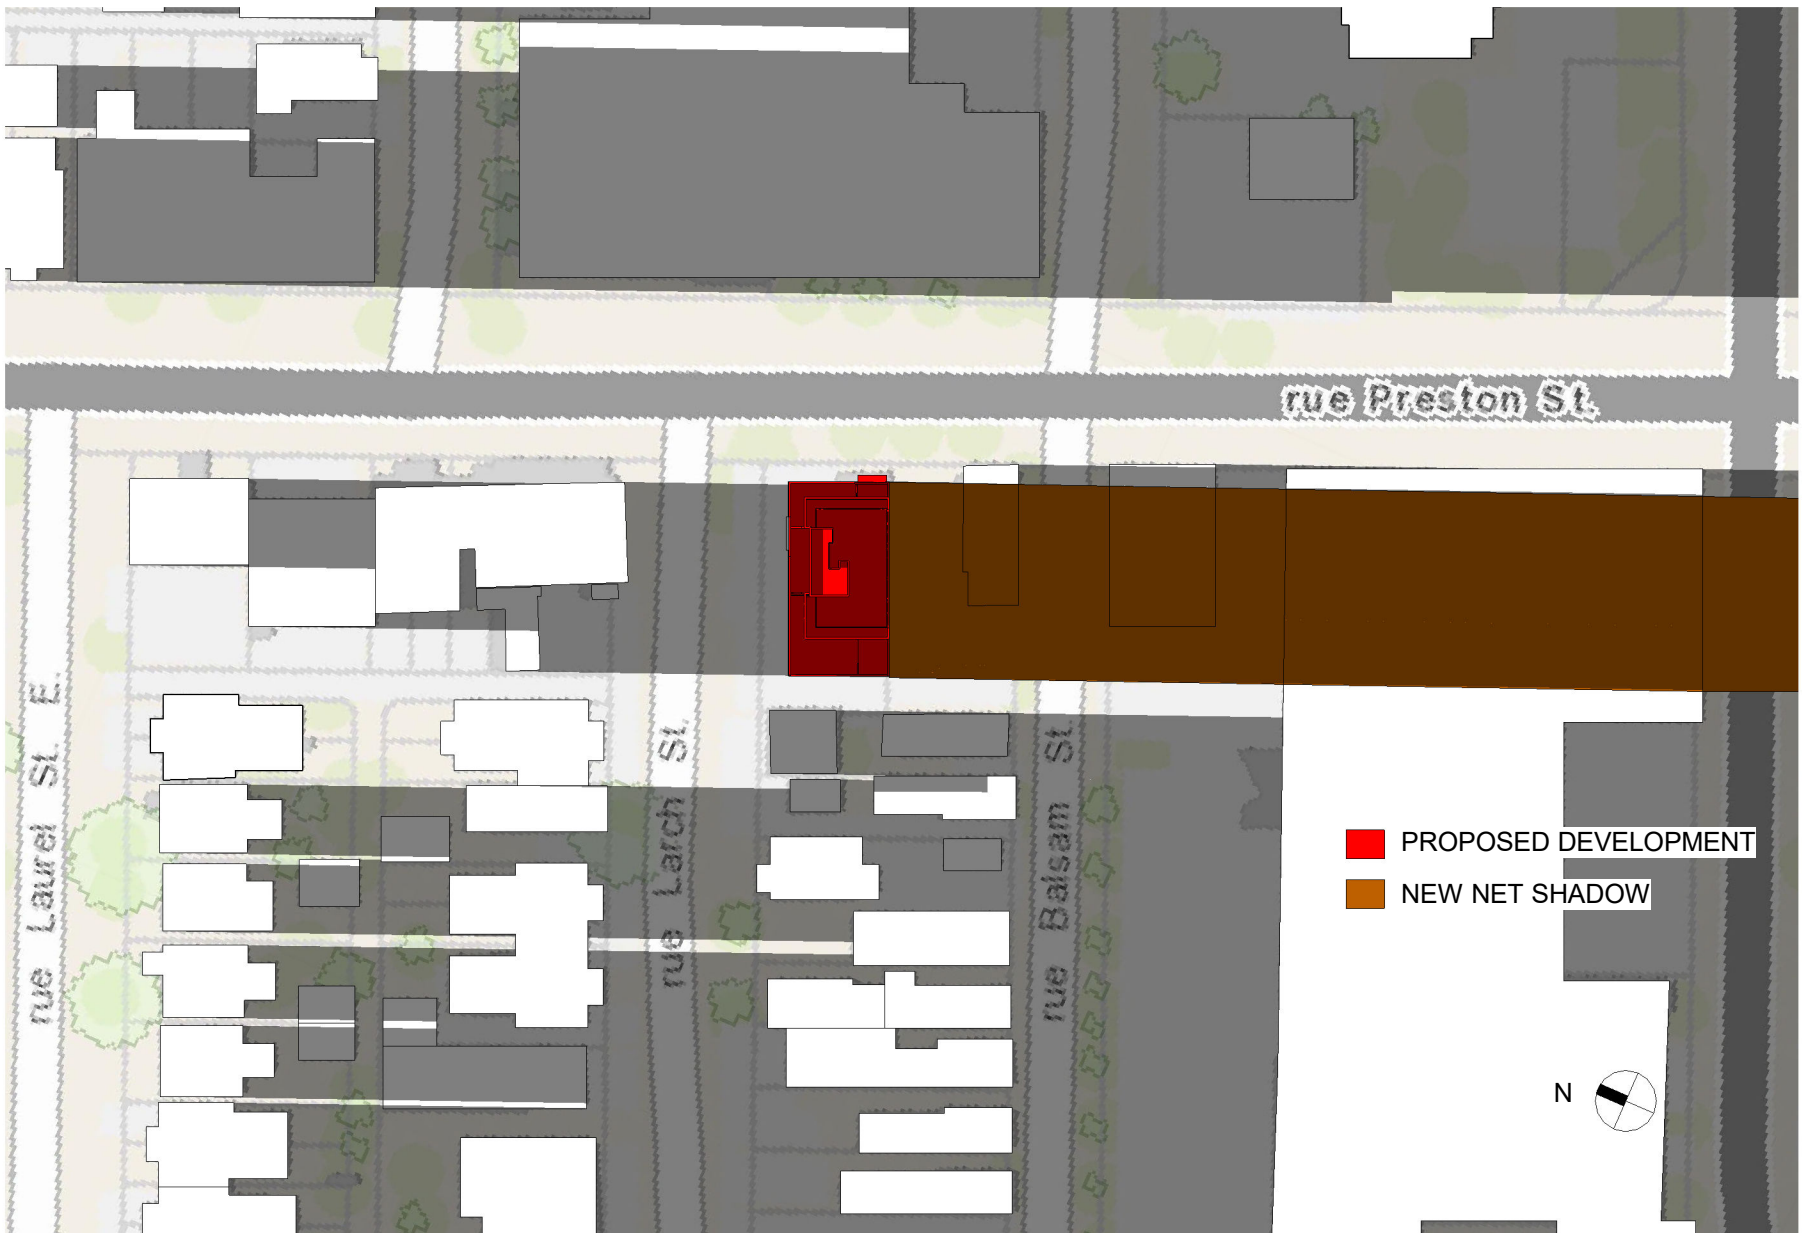 rue Preston St.
rue Laurel St. E.
rue Larch St.
rue Balsam St.
PROPOSED DEVELOPMENT
NEW NET SHADOW
N